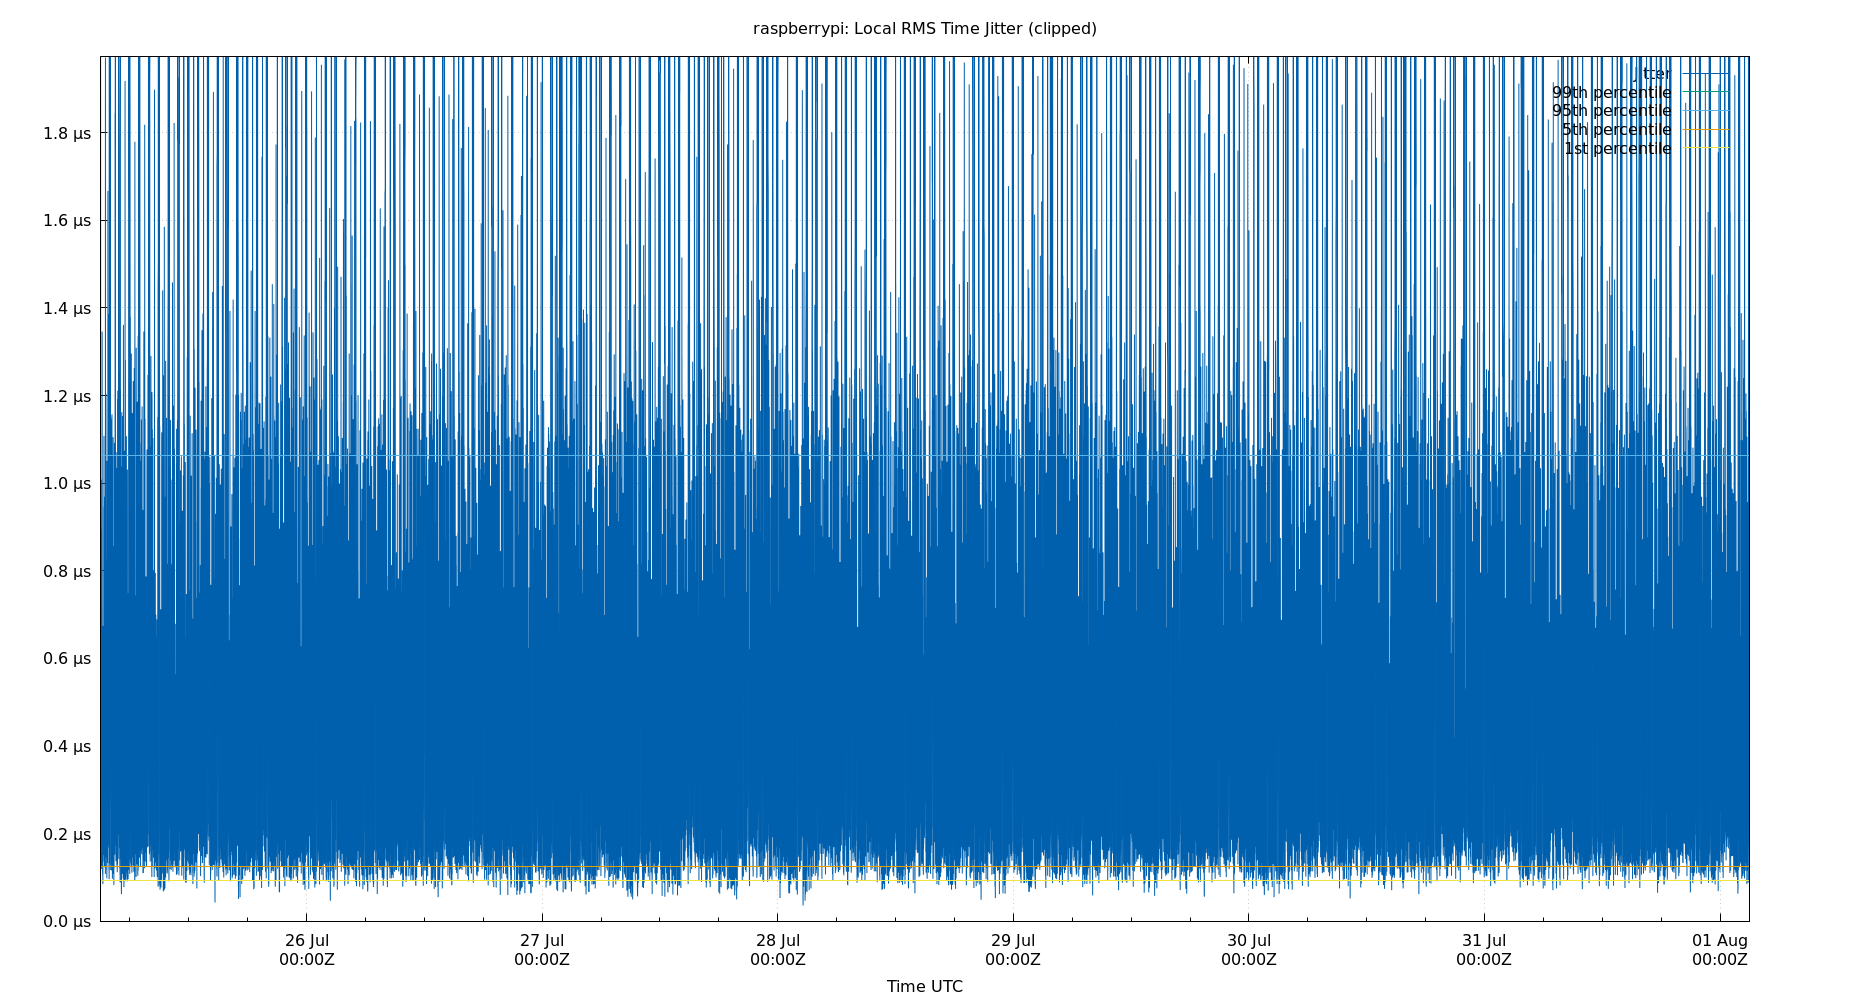 raspberrypi: Local RMS Time Jitter (clipped)
jitter
99th percentile
95th percentile
5th percentile
1st percentile
1.8 µs
1.6 µs
1.4 µs
1.2 µs
1.0 µs
0.8 µs
0.6 µs
0.4 µs
0.2 µs
0.0 µs
26 Jul 27 Jul 28 Jul 29 Jul 30 Jul 31 Jul 01 Aug
00:00Z 00:00Z 00:00Z 00:00Z 00:00Z 00:00Z 00:00Z
Time UTC